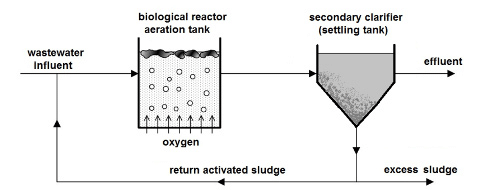 biological reactor
aeration tank
secondary clarifier
(settling tank)
wastewater
influent
effluent
oxygen
return activated sludge
excess sludge